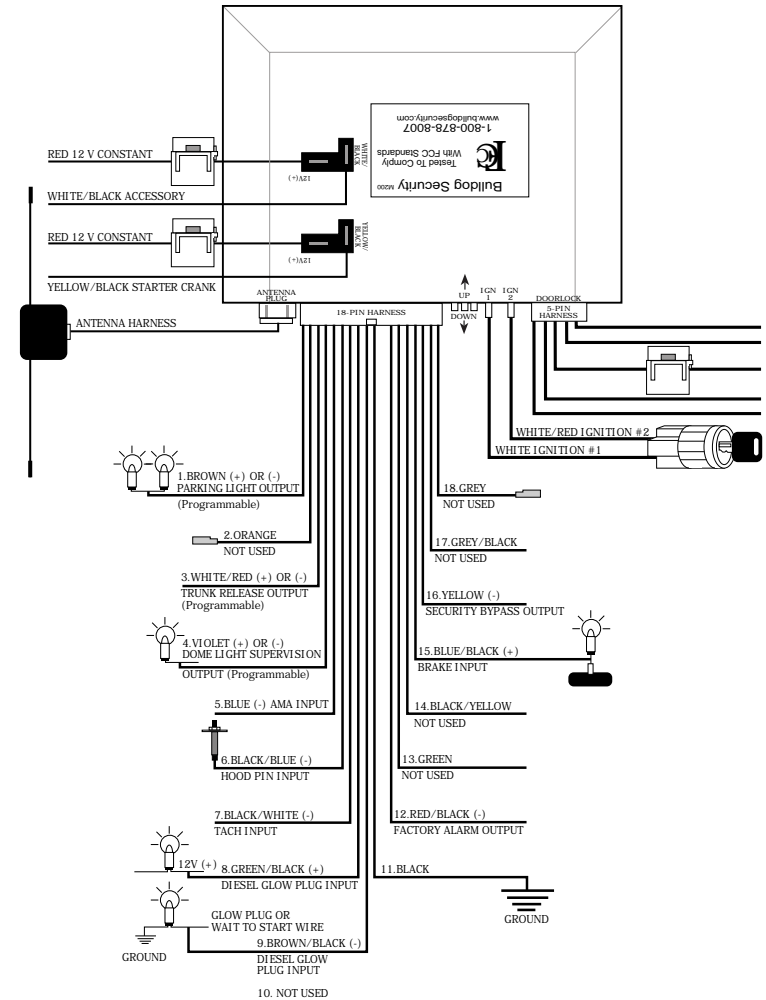 www.bulldogsecurity.com
1-800-878-8007
Tested To Comply
With FCC Standards
FC
Bulldog Security M200
RED 12 V CONSTANT
WHITE/
BLACK
12V(+)
WHITE/BLACK ACCESSORY
RED 12 V CONSTANT
YELLOW/
BLACK
12V(+)
YELLOW/BLACK STARTER CRANK
ANTENNA
PLUG
18-PIN HARNESS
UP
DOWN
IGN
1
IGN
2
DOORLOCK
5-PIN
HARNESS
ANTENNA HARNESS
WHITE/RED IGNITION #2
WHITE IGNITION #1
1.BROWN (+) OR (-)
PARKING LIGHT OUTPUT
(Programmable)
2.ORANGE
NOT USED
3.WHITE/RED (+) OR (-)
TRUNK RELEASE OUTPUT
(Programmable)
4.VIOLET (+) OR (-)
DOME LIGHT SUPERVISION
OUTPUT (Programmable)
5.BLUE (-) AMA INPUT
6.BLACK/BLUE (-)
HOOD PIN INPUT
7.BLACK/WHITE (-)
TACH INPUT
12V (+)
8.GREEN/BLACK (+)
DIESEL GLOW PLUG INPUT
GLOW PLUG OR
WAIT TO START WIRE
GROUND
9.BROWN/BLACK (-)
DIESEL GLOW
PLUG INPUT
10. NOT USED
18.GREY
NOT USED
17.GREY/BLACK
NOT USED
16.YELLOW (-)
SECURITY BYPASS OUTPUT
15.BLUE/BLACK (+)
BRAKE INPUT
14.BLACK/YELLOW
NOT USED
13.GREEN
NOT USED
12.RED/BLACK (-)
FACTORY ALARM OUTPUT
11.BLACK
GROUND